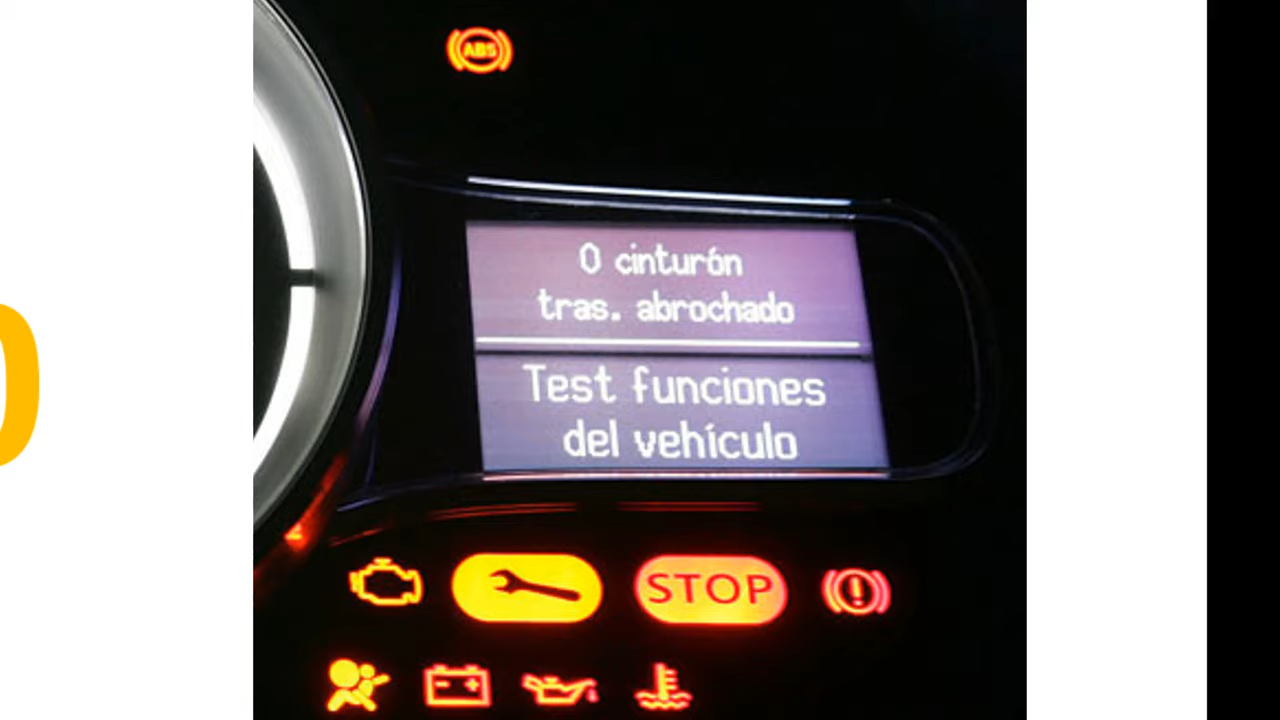 ABS
0 cinturón
tras. abrochado
Test funciones
del vehículo
STOP